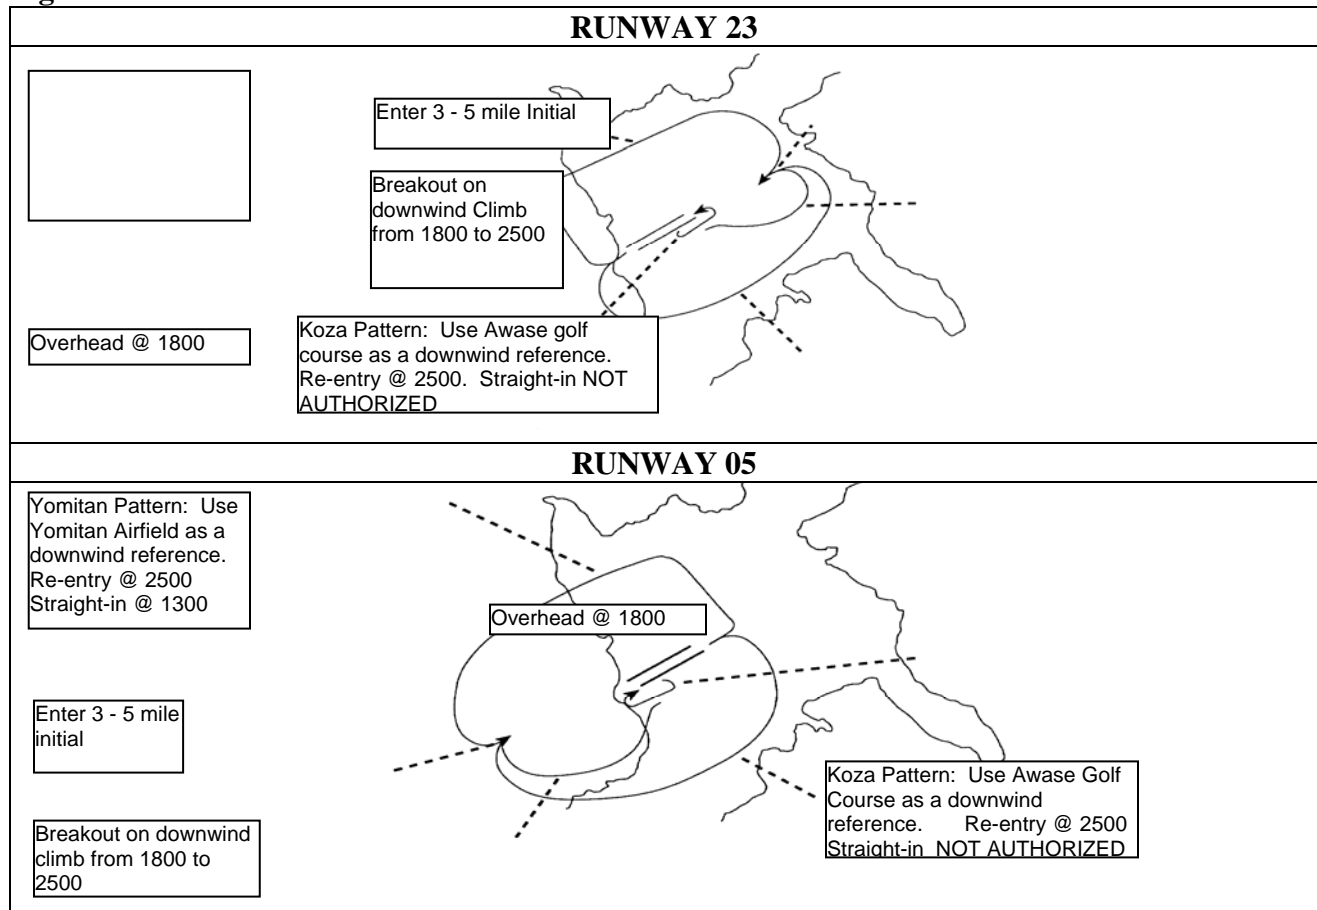 RUNWAY 23
Enter 3 - 5 mile Initial
Breakout on
downwind Climb
from 1800 to 2500
Overhead @ 1800
Koza Pattern: Use Awase golf
course as a downwind reference.
Re-entry @ 2500. Straight-in NOT
AUTHORIZED
RUNWAY 05
Yomitan Pattern: Use
Yomitan Airfield as a
downwind reference.
Re-entry @ 2500
Straight-in @ 1300
Overhead @ 1800
Enter 3 - 5 mile
initial
Koza Pattern: Use Awase Golf
Course as a downwind
reference. Re-entry @ 2500
Straight-in NOT AUTHORIZED
Breakout on downwind
climb from 1800 to
2500